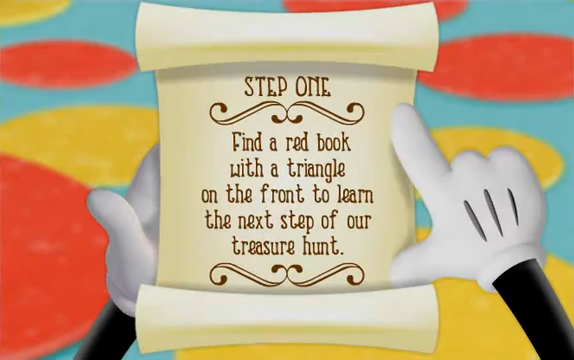 STEP ONE
Find a red book
with a triangle
on the front to learn
the next step of our
treasure hunt.